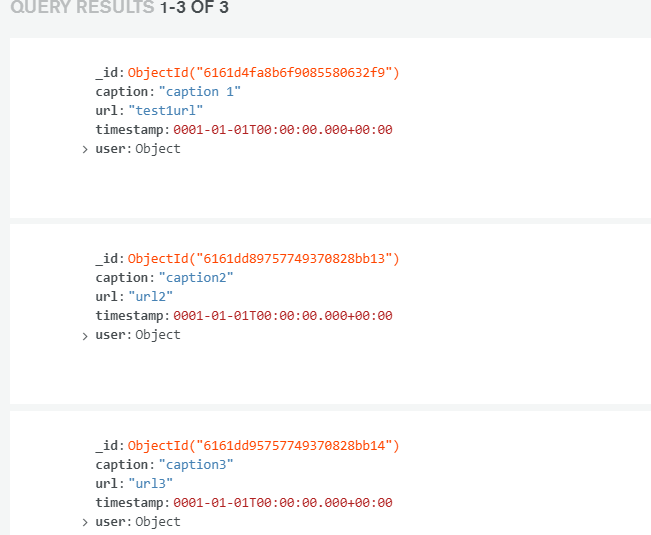 QUERY RESULTS 1-3 OF 3
_id: ObjectId("6161d4fa8b6f9085580632f9")
caption: "caption 1"
url: "test1url"
timestamp: 0001-01-01T00:00:00.000+00:00
> user: Object
_id: ObjectId("6161dd89757749370828bb13")
caption: "caption2"
url: "url2"
timestamp: 0001-01-01T00:00:00.000+00:00
> user: Object
_id: ObjectId("6161dd95757749370828bb14")
caption: "caption3"
url: "url3"
timestamp: 0001-01-01T00:00:00.000+00:00
> user: Object